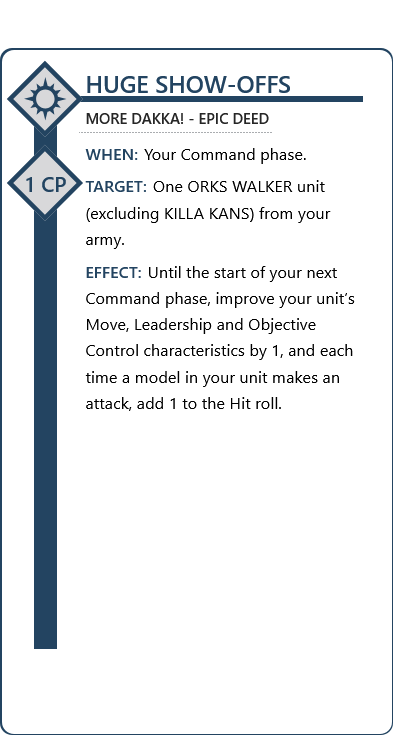 HUGE SHOW-OFFS
MORE DAKKA! - EPIC DEED
WHEN: Your Command phase.
1 CP
TARGET: One ORKS WALKER unit
(excluding KILLA KANS) from your
army.
EFFECT: Until the start of your next
Command phase, improve your unit's
Move, Leadership and Objective
Control characteristics by 1, and each
time a model in your unit makes an
attack, add 1 to the Hit roll.